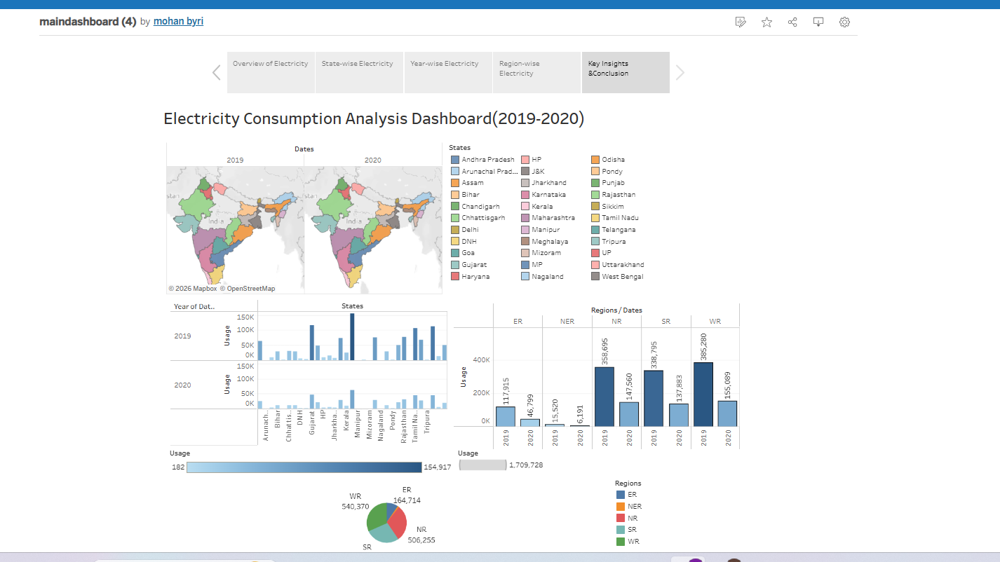 maindashboard (4) by mohan byri
Overview of Electricity
State-wise Electricity
Year-wise Electricity
Region-wise
Electricity
Key Insights
&Conclusion
Electricity Consumption Analysis Dashboard(2019-2020)
Dates
2019
2020
stan
India
stan
India
© 2026 Mapbox © OpenStreetMap
States
Andhra Pradesh
Arunachal Prad...
Assam
Bihar
Chandigarh
Chhattisgarh
Delhi
DNH
Goa
Gujarat
Haryana
HP
J&K
Jharkhand
Karnataka
Kerala
Maharashtra
Manipur
Meghalaya
Mizoram
MP
Nagaland
Odisha
Pondy
Punjab
Rajasthan
Sikkim
Tamil Nadu
Telangana
Tripura
UP
Uttarakhand
West Bengal
Year of Dat..
States
2019
Usage
150K
100K
50K
0K
2020
Usage
150K
100K
50K
0K
Arunach..
Bihar
Chhattis..
DNH
Gujarat
HP
Jharkha..
Kerala
Manipur
Mizoram
Nagaland
Pondy
Rajasthan
Tamil Na..
Tripura
Regions / Dates
ER
NER
NR
SR
WR
Usage
400K
200K
0K
117,915
46,799
15,520
6,191
358,695
147,560
338,795
137,883
385,280
155,089
2019
2020
2019
2020
2019
2020
2019
2020
2019
2020
Usage
182
154,917
Usage
1,709,728
WR
540,370
ER
164,714
NR
506,255
SR
Regions
ER
NER
NR
SR
WR